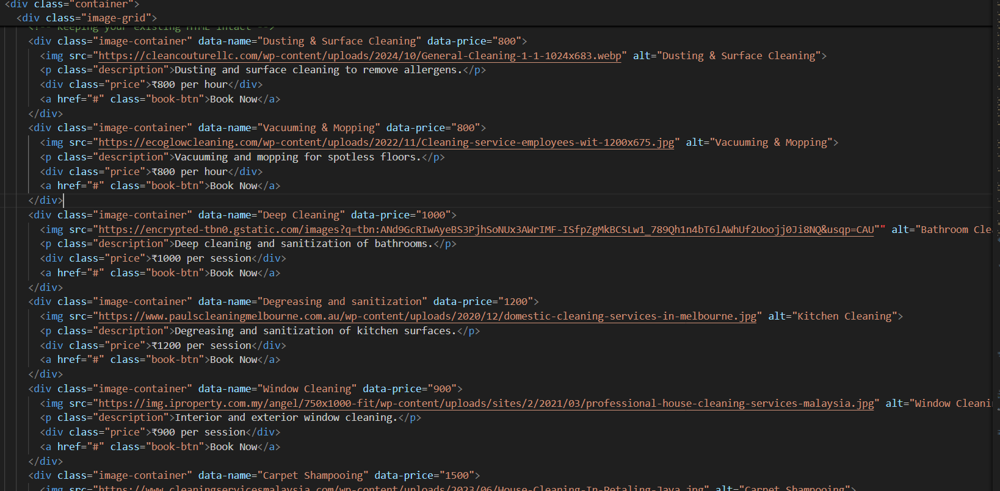 <div class="container">
<div class="image-grid">
<!-- Keeping your existing HTML intact -->
<div class="image-container" data-name="Dusting & Surface Cleaning" data-price="800">
<img src="https://cleancouturellc.com/wp-content/uploads/2024/10/General-Cleaning-1-1-1024x683.webp" alt="Dusting & Surface Cleaning">
<p class="description">Dusting and surface cleaning to remove allergens.</p>
<div class="price">₹800 per hour</div>
<a href="#" class="book-btn">Book Now</a>
</div>
<div class="image-container" data-name="Vacuuming & Mopping" data-price="800">
<img src="https://ecoglowcleaning.com/wp-content/uploads/2022/11/Cleaning-service-employees-wit-1200x675.jpg" alt="Vacuuming & Mopping">
<p class="description">Vacuuming and mopping for spotless floors.</p>
<div class="price">₹800 per hour</div>
<a href="#" class="book-btn">Book Now</a>
</div>
<div class="image-container" data-name="Deep Cleaning" data-price="1000">
<img src="https://encrypted-tbn0.gstatic.com/images?q=tbn:ANd9GcRIwAyeBS3PjhSoNUx3AWrIMF-ISfpZgMkBCSLw1_789Qh1n4bT6lAWhUf2Uoojj0Ji8NQ&usqp=CAU"" alt="Bathroom Cle
<p class="description">Deep cleaning and sanitization of bathrooms.</p>
<div class="price">₹1000 per session</div>
<a href="#" class="book-btn">Book Now</a>
</div>
<div class="image-container" data-name="Degreasing and sanitization" data-price="1200">
<img src="https://www.paulscleaningmelbourne.com.au/wp-content/uploads/2020/12/domestic-cleaning-services-in-melbourne.jpg" alt="Kitchen Cleaning">
<p class="description">Degreasing and sanitization of kitchen surfaces.</p>
<div class="price">₹1200 per session</div>
<a href="#" class="book-btn">Book Now</a>
</div>
<div class="image-container" data-name="Window Cleaning" data-price="900">
<img src="https://img.iproperty.com.my/angel/750x1000-fit/wp-content/uploads/sites/2/2021/03/professional-house-cleaning-services-malaysia.jpg" alt="Window Cleani
<p class="description">Interior and exterior window cleaning.</p>
<div class="price">₹900 per session</div>
<a href="#" class="book-btn">Book Now</a>
</div>
<div class="image-container" data-name="Carpet Shampooing" data-price="1500">
<img src="https://www.cleaningservicesmalaysia.com/wp-content/uploads/2023/06/House-Cleaning-In-Petaling-Jaya.jpg" alt="Carpet Shampooing">